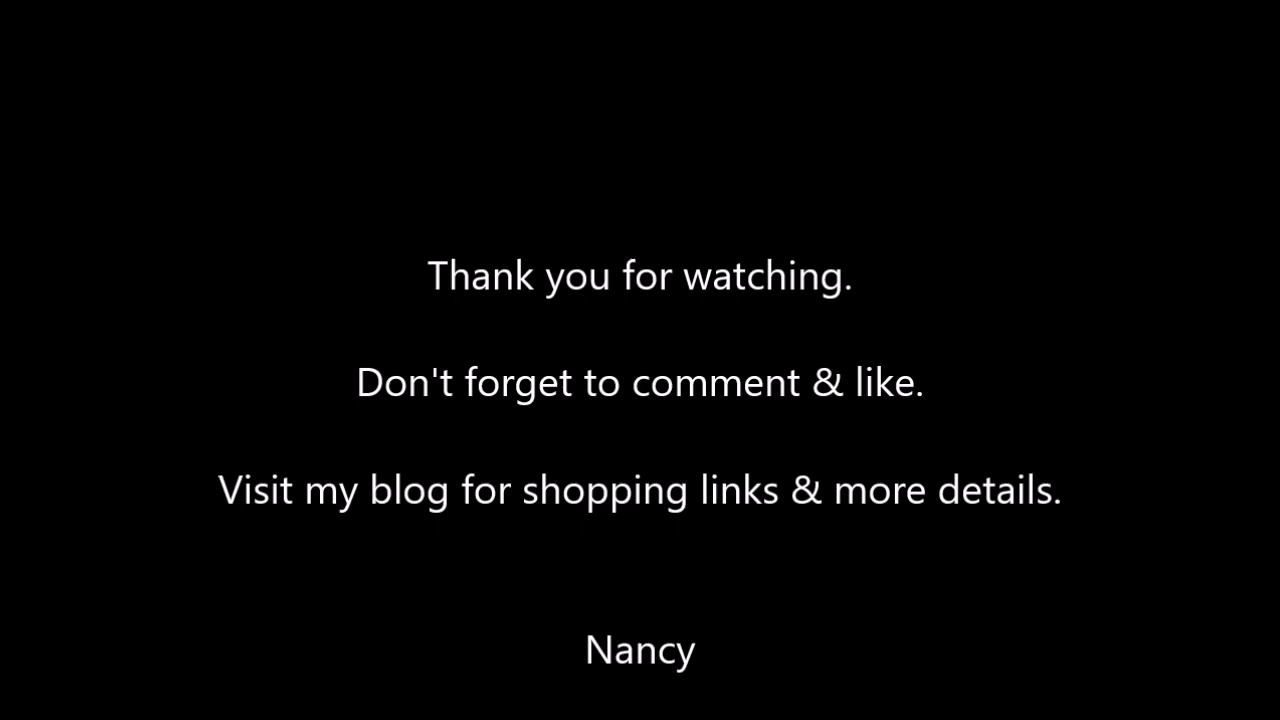 Thank you for watching.
Don't forget to comment & like.
Visit my blog for shopping links & more details.
Nancy